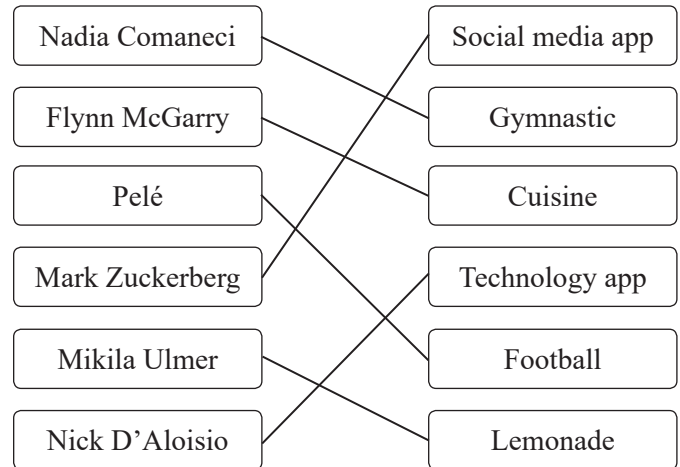 Nadia Comaneci
Social media app
Flynn McGarry
Gymnastic
Pelé
Cuisine
Mark Zuckerberg
Technology app
Mikila Ulmer
Football
Nick D’Aloisio
Lemonade